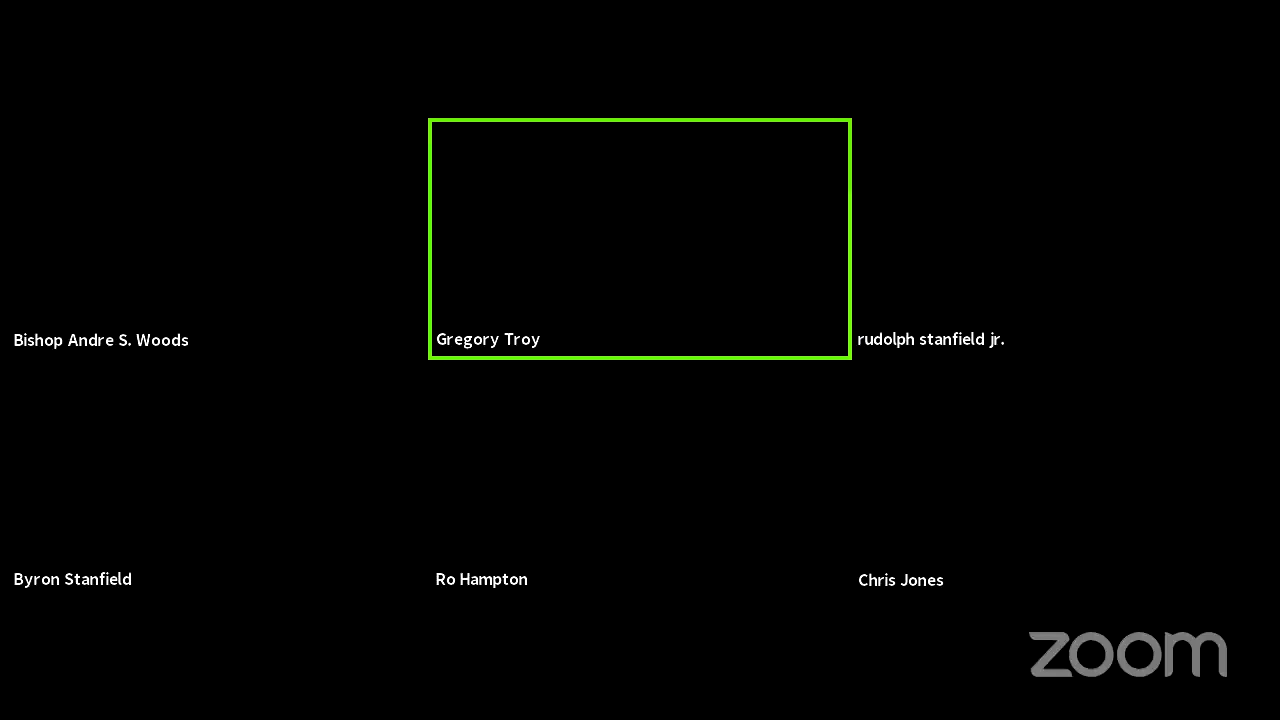 Bishop Andre S. Woods
Gregory Troy
rudolph stanfield jr.
Byron Stanfield
Ro Hampton
Chris Jones
zoom